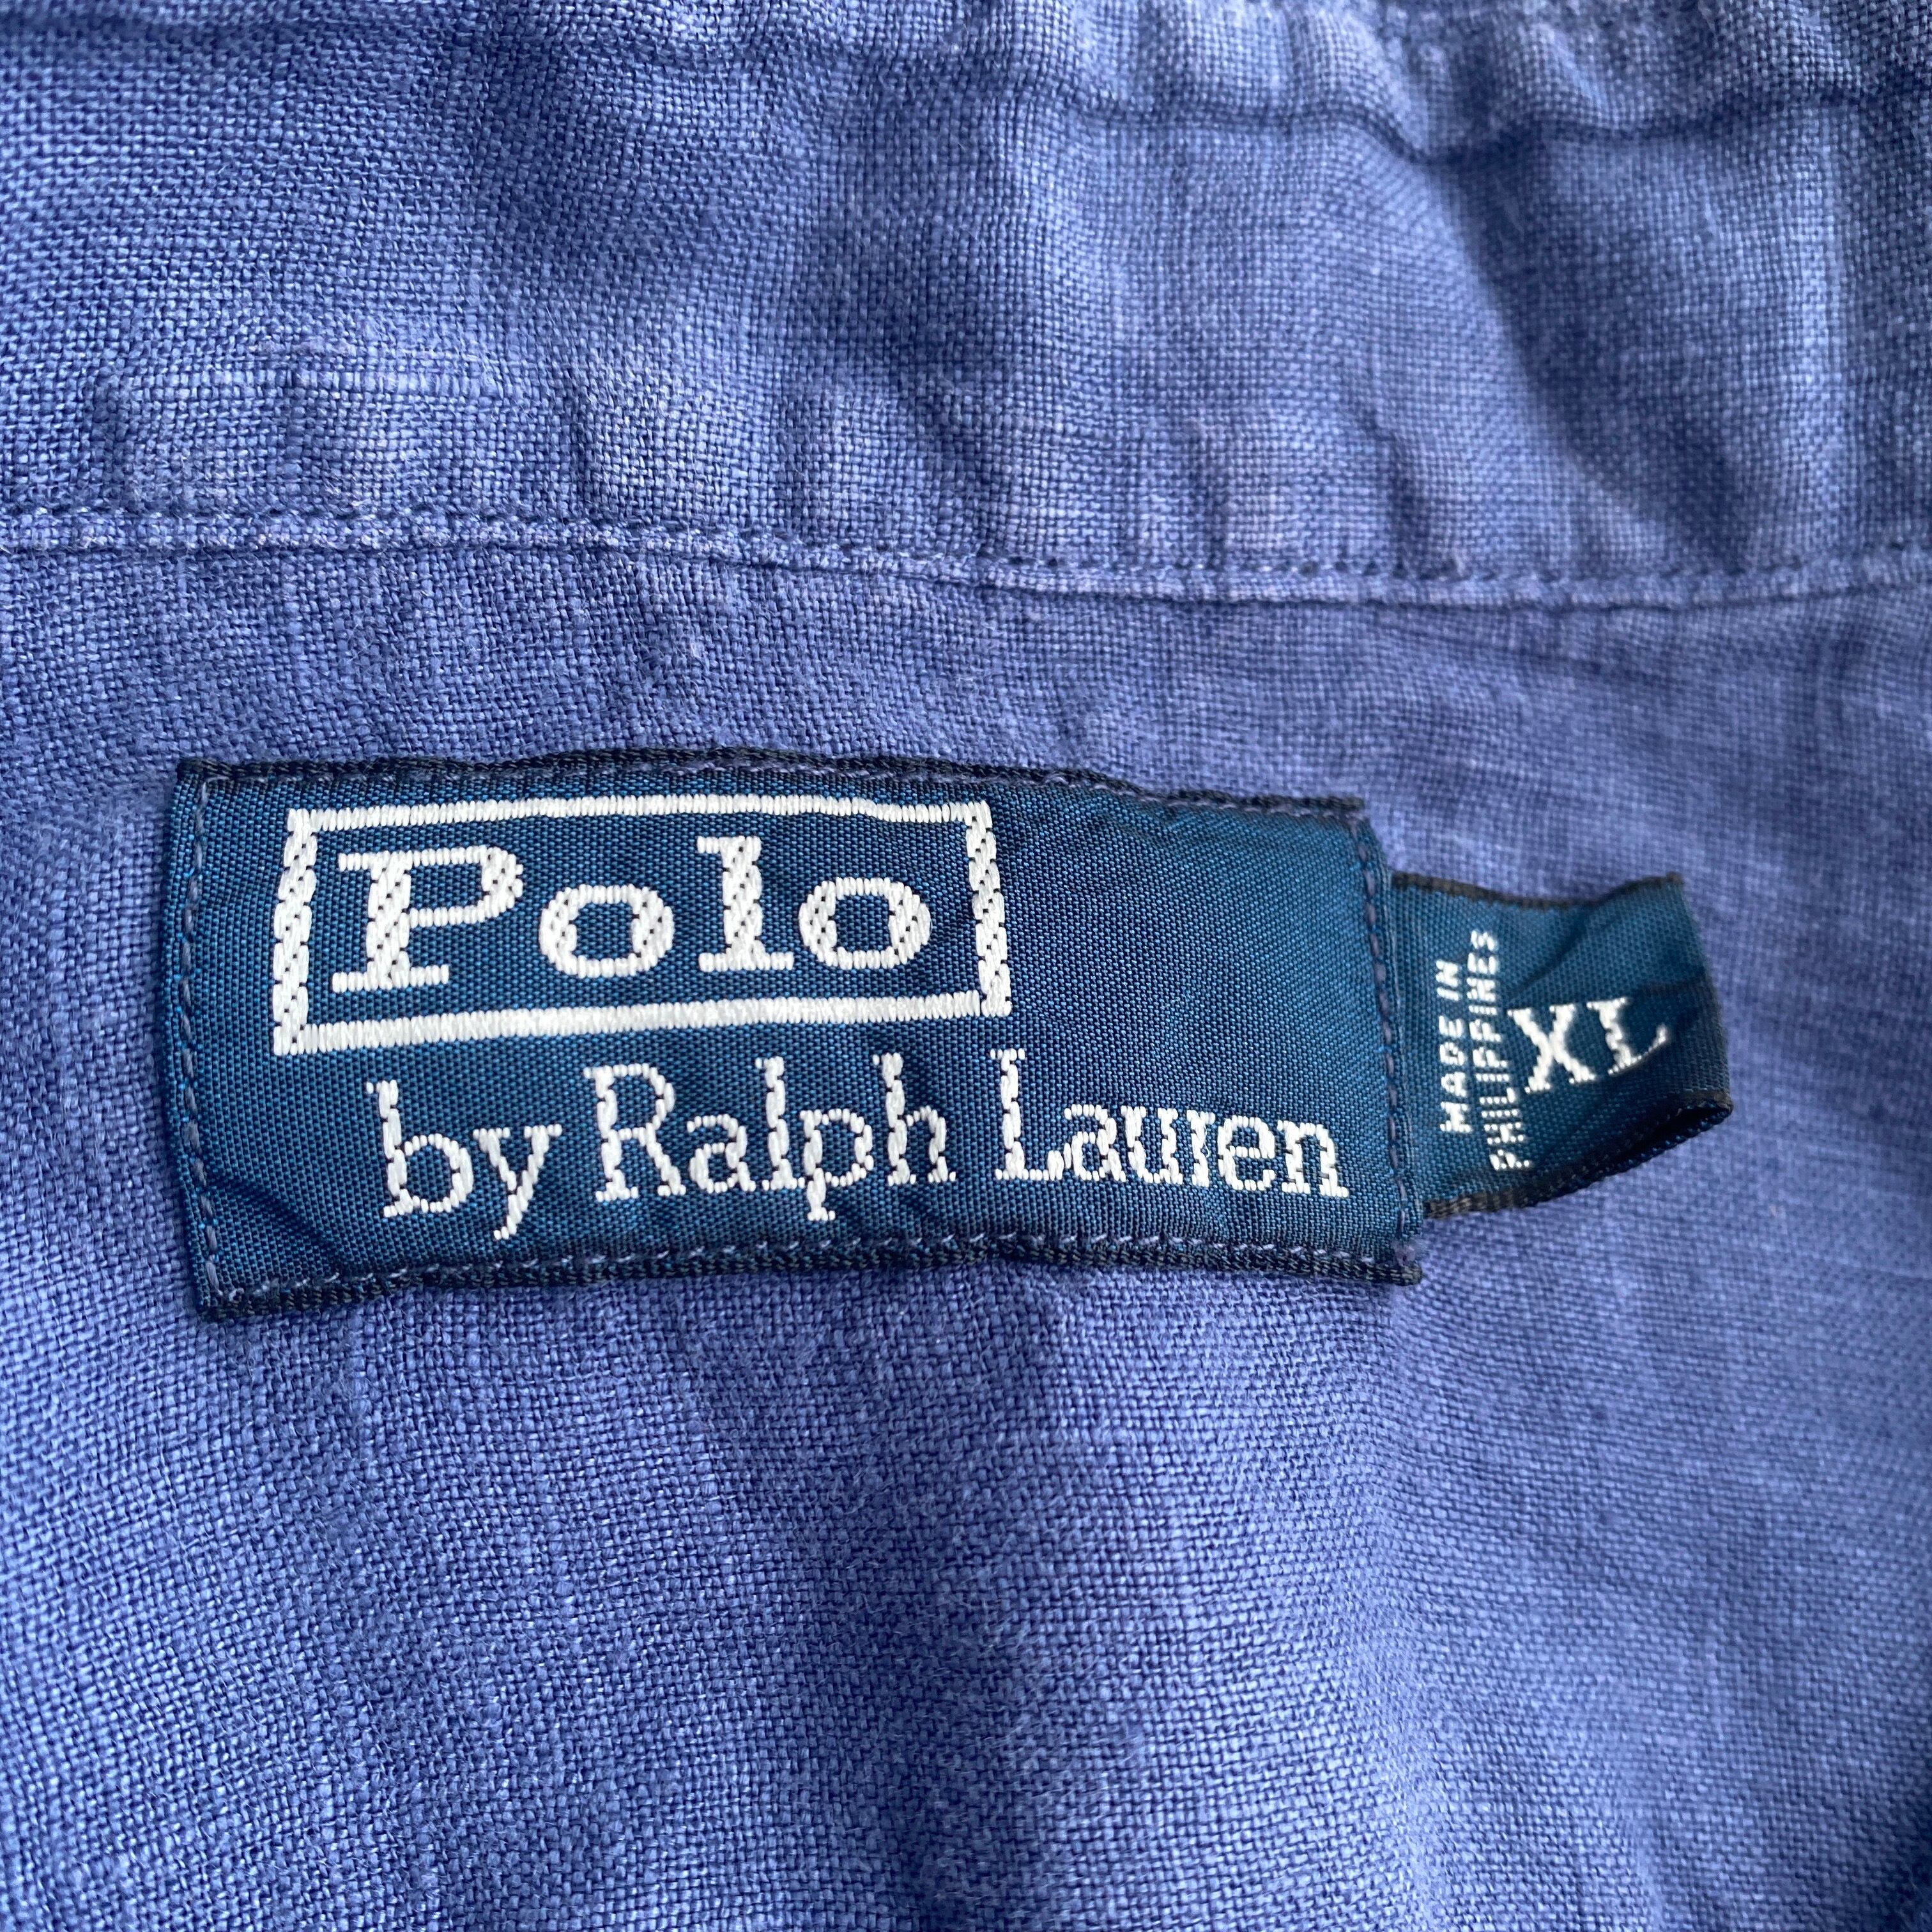 Polo
by Ralph Lauren
MADE IN
PHILIPPINES
XL